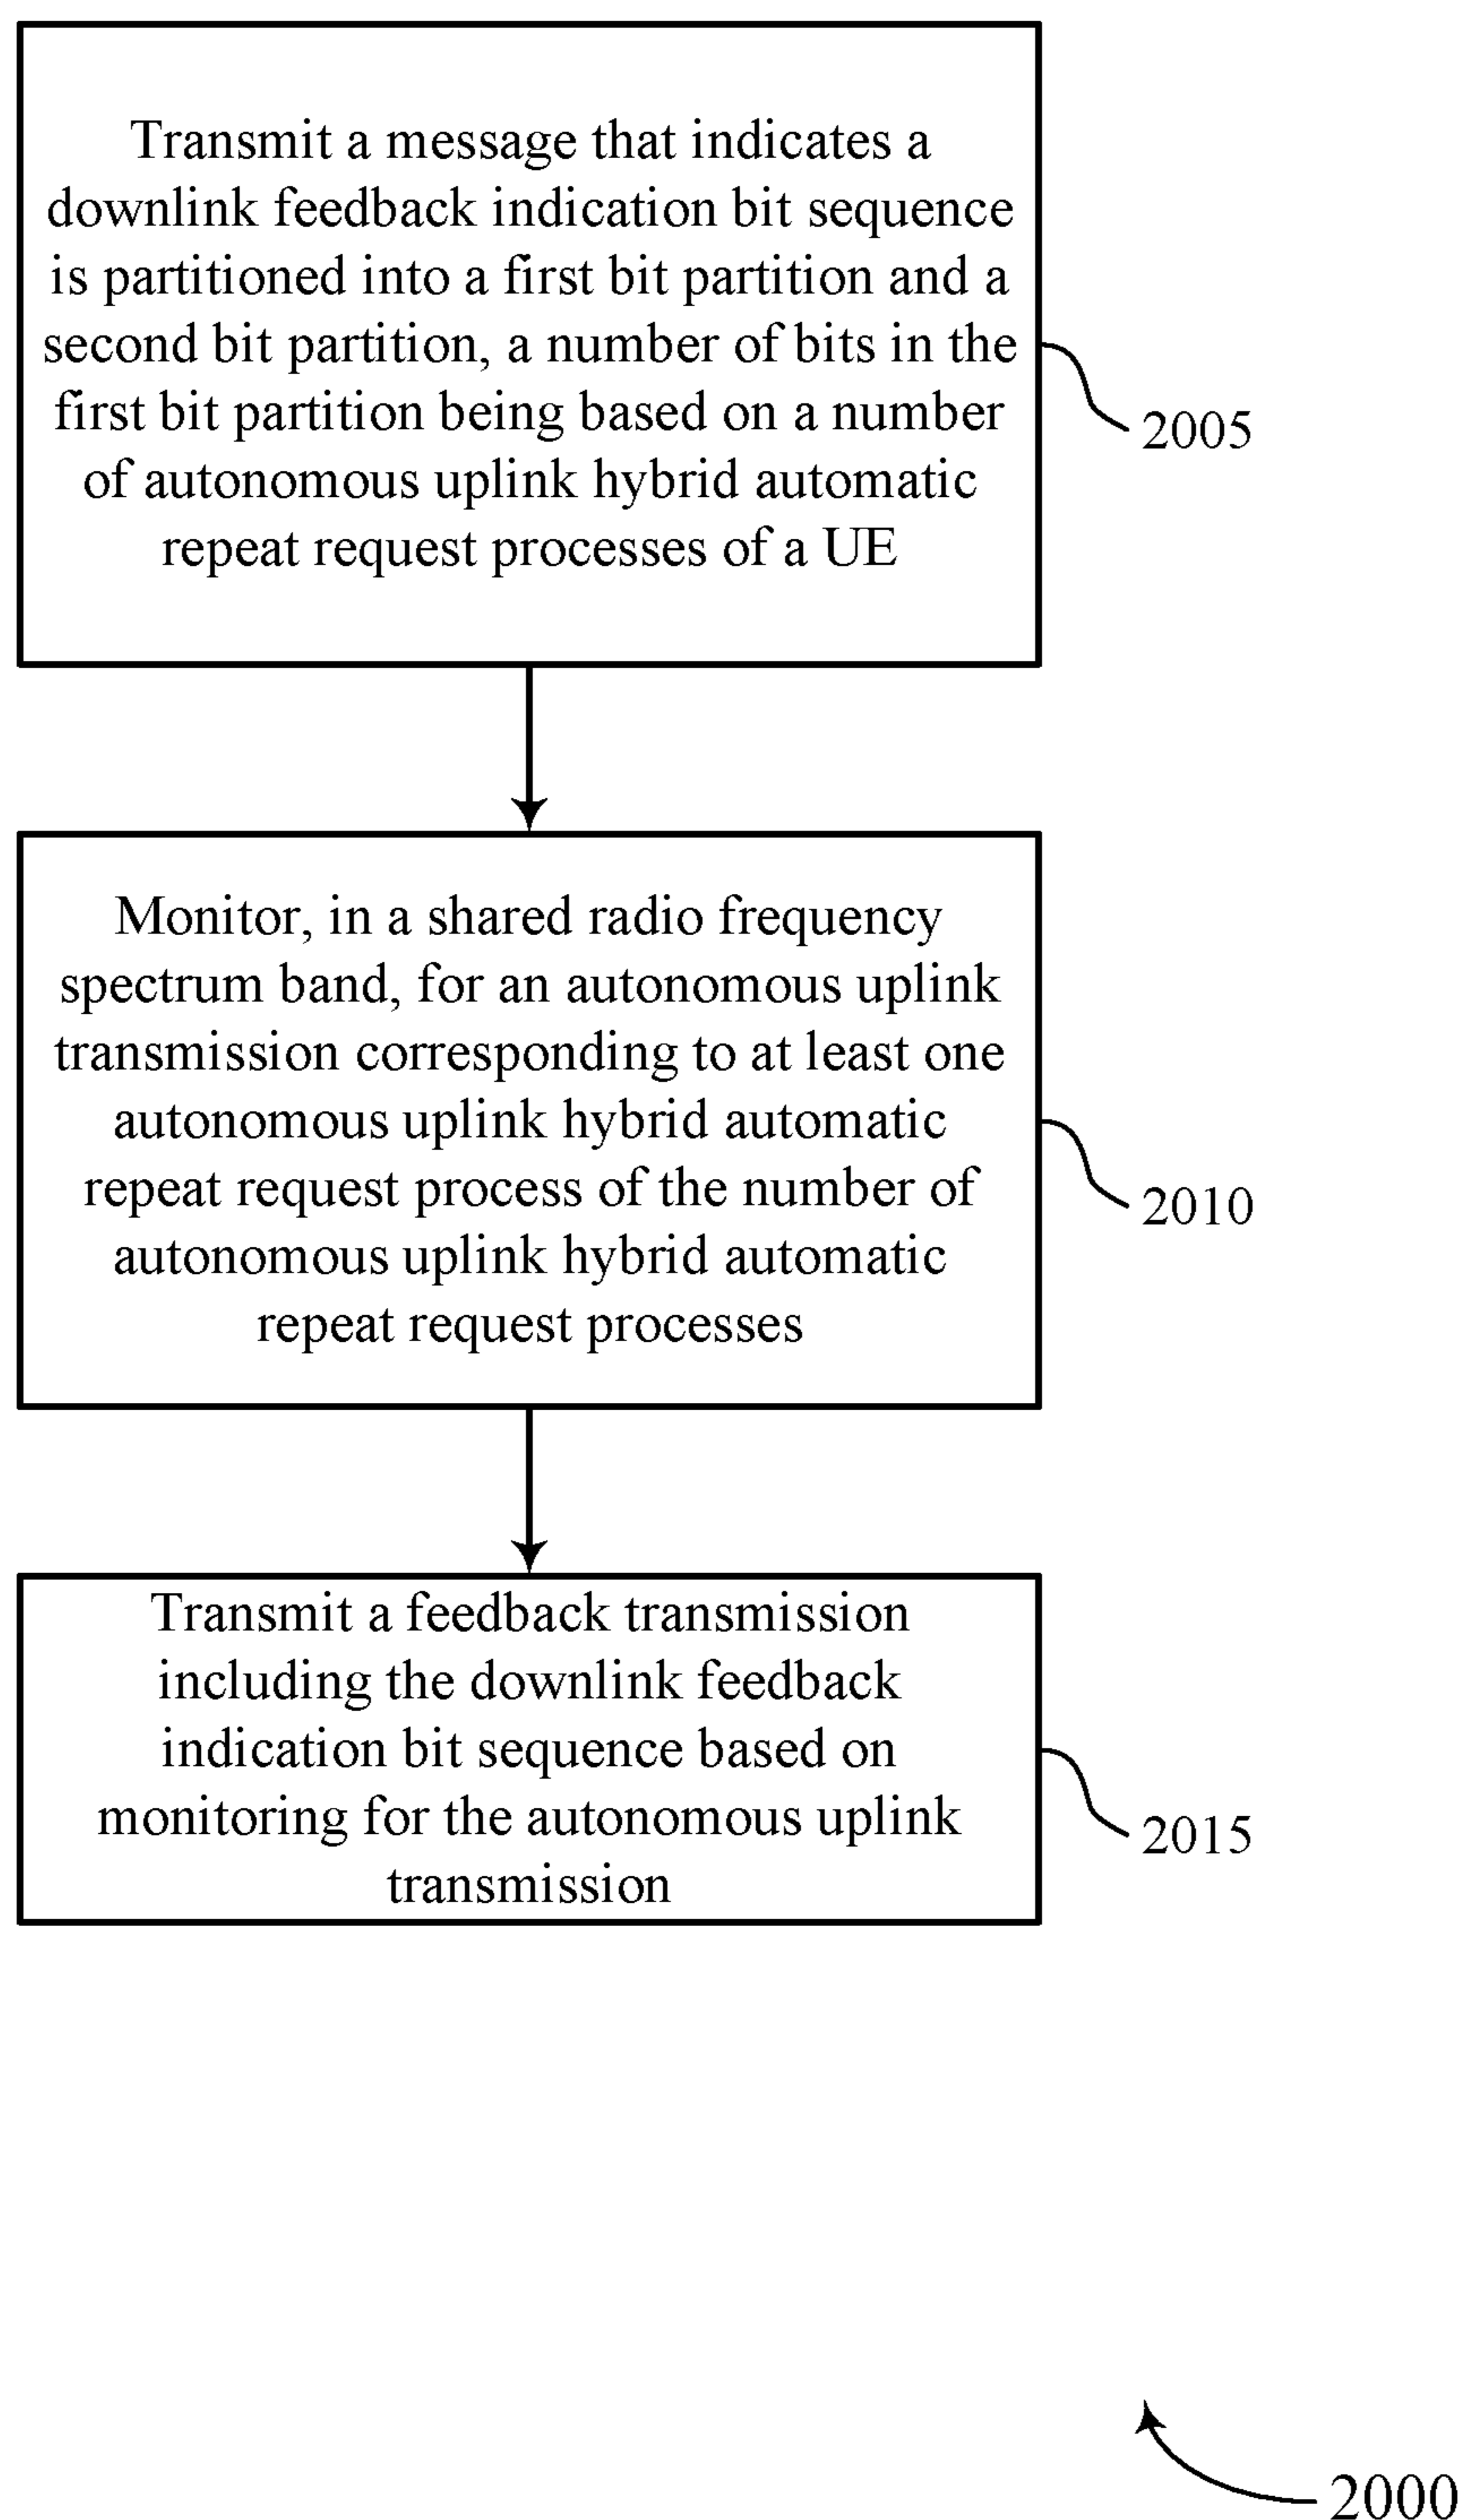 Transmit a message that indicates a
downlink feedback indication bit sequence
is partitioned into a first bit partition and a
second bit partition, a number of bits in the
first bit partition being based on a number
of autonomous uplink hybrid automatic
repeat request processes of a UE
2005
Monitor, in a shared radio frequency
spectrum band, for an autonomous uplink
transmission corresponding to at least one
autonomous uplink hybrid automatic
repeat request process of the number of
autonomous uplink hybrid automatic
repeat request processes
2010
Transmit a feedback transmission
including the downlink feedback
indication bit sequence based on
monitoring for the autonomous uplink
transmission
2015
2000